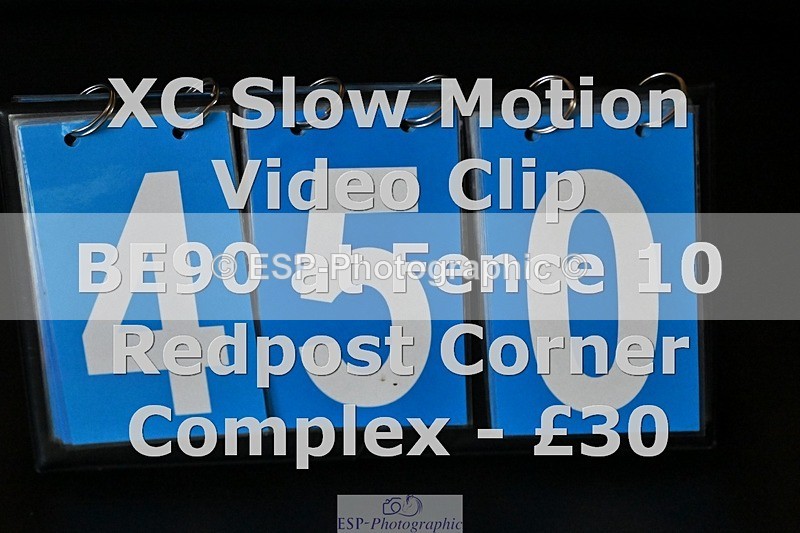 XC Slow Motion
Video Clip
450
BE90 at Fence 10
© ESP-Photographic ©
Redpost Corner
Complex - £30
ESP-Photographic